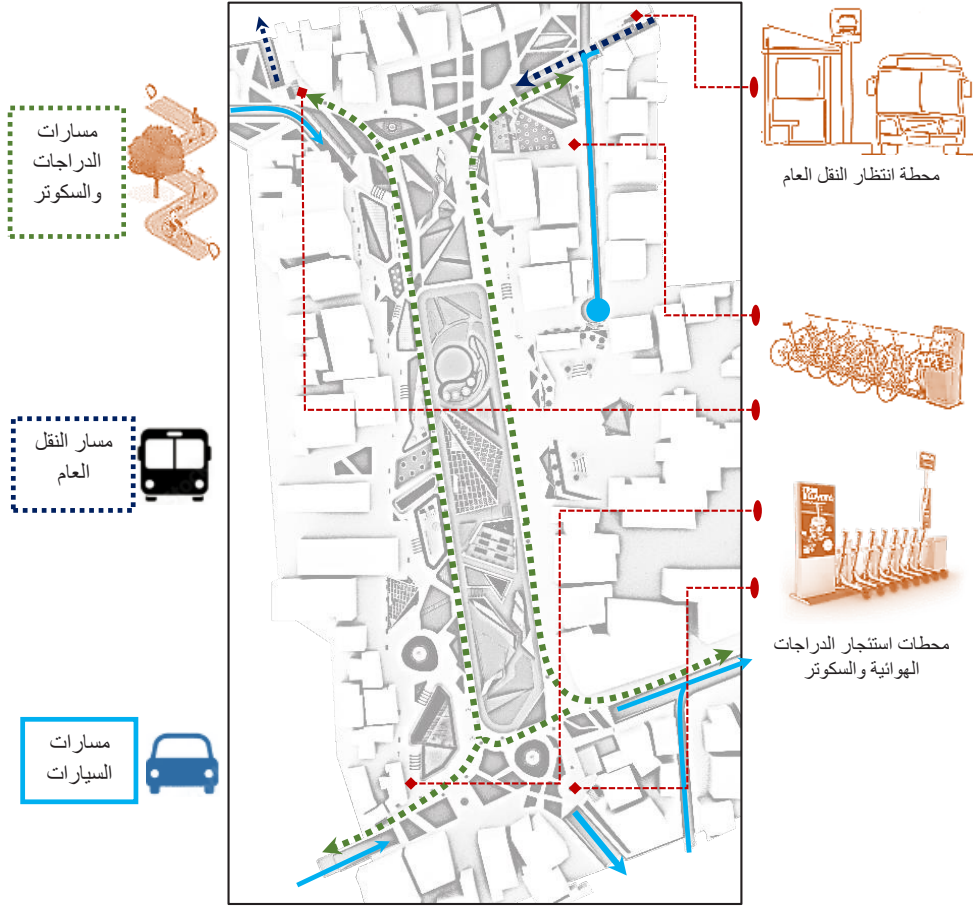 محطة انتظار النقل العام
مسارات
الدراجات
والسكوتر
مسار النقل
العام
محطات استئجار الدراجات
الهوائية والسكوتر
مسارات
السيارات